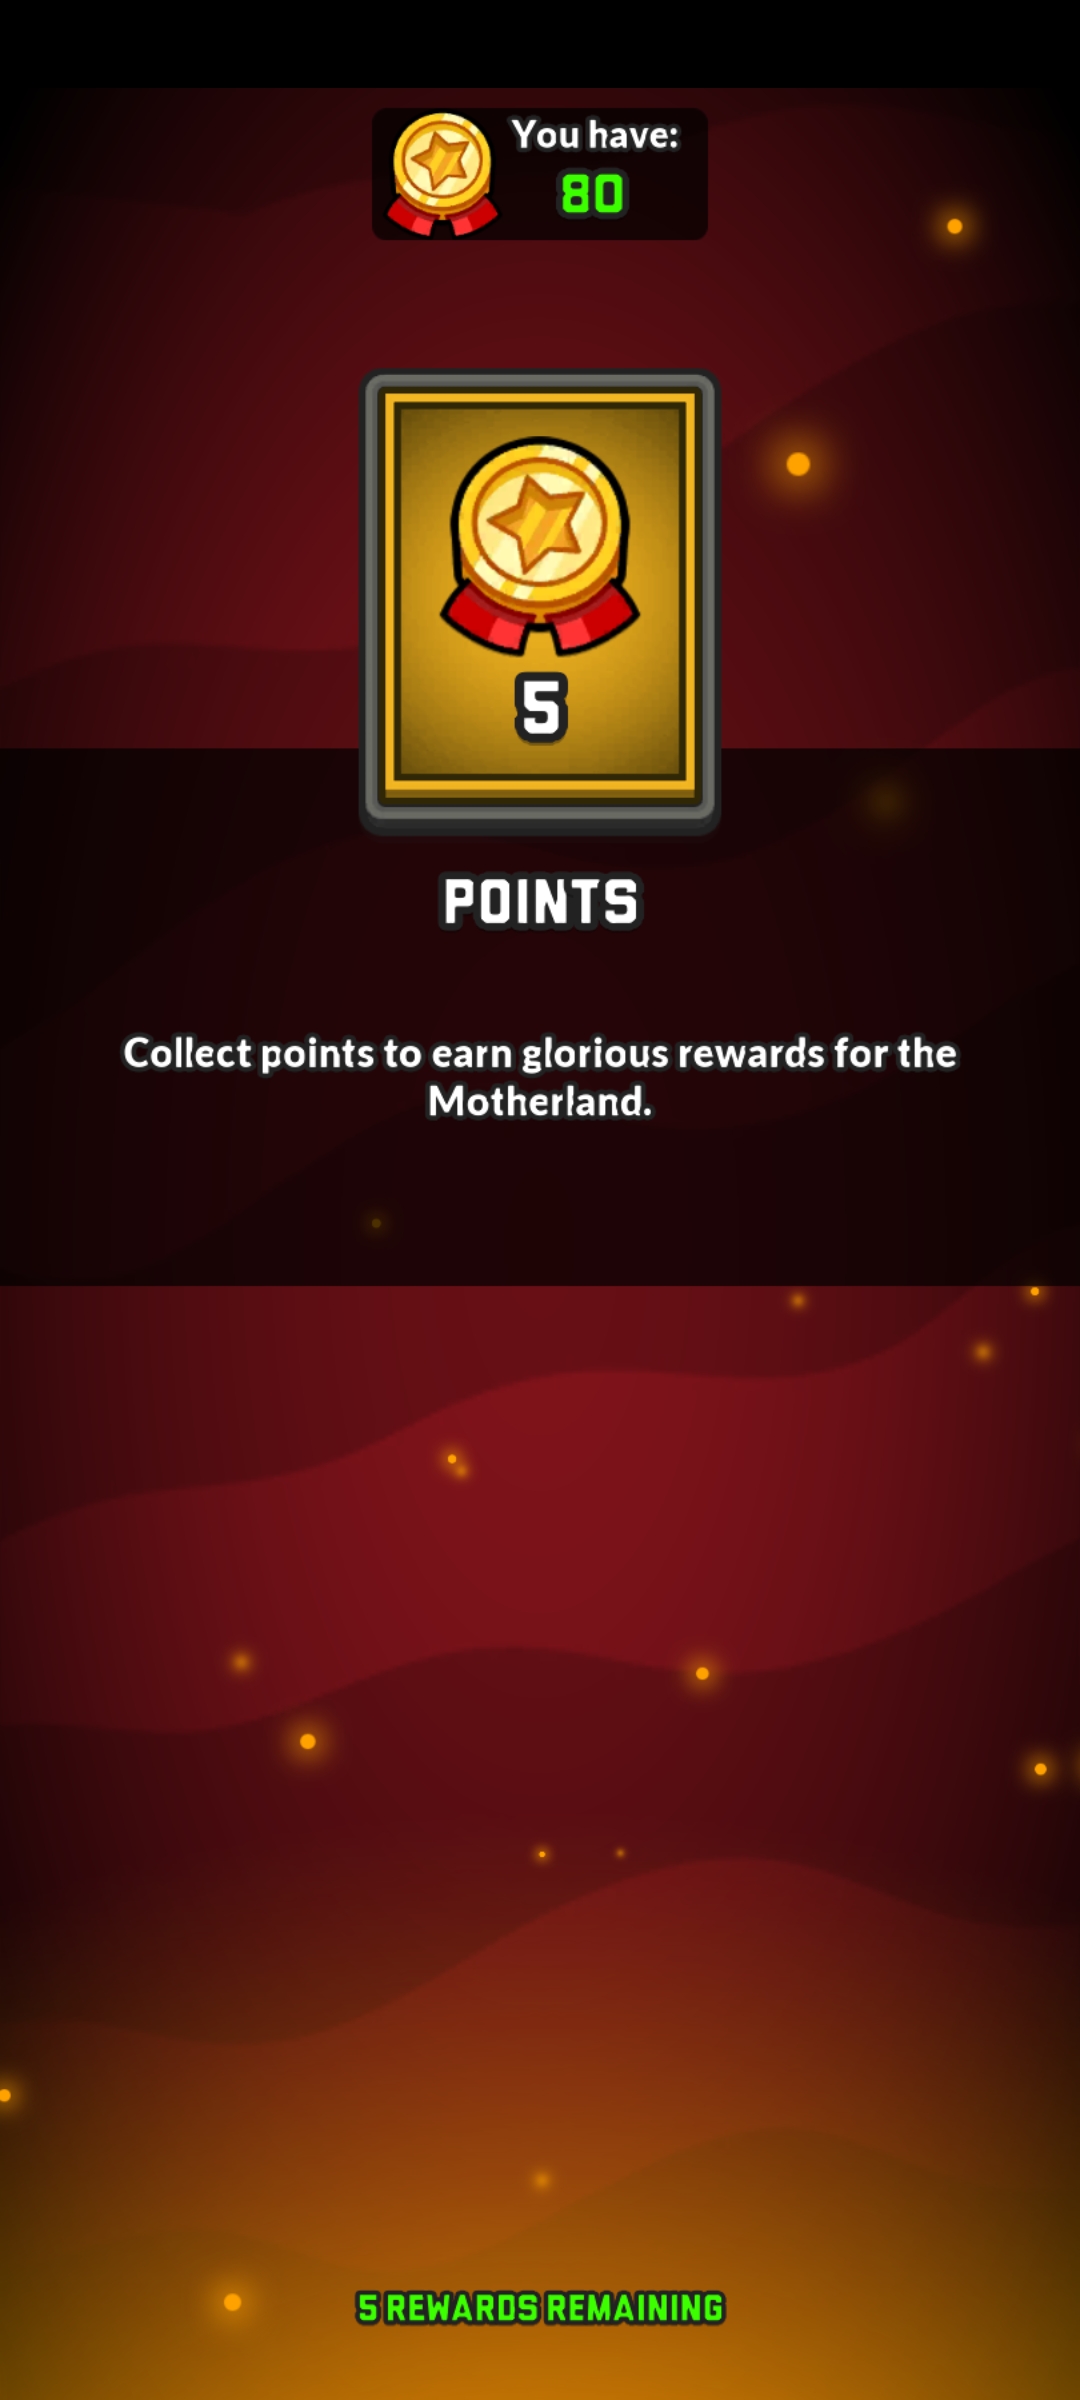 You have:
80
5
POINTS
Collect points to earn glorious rewards for the
Motherland.
5 REWARDS REMAINING